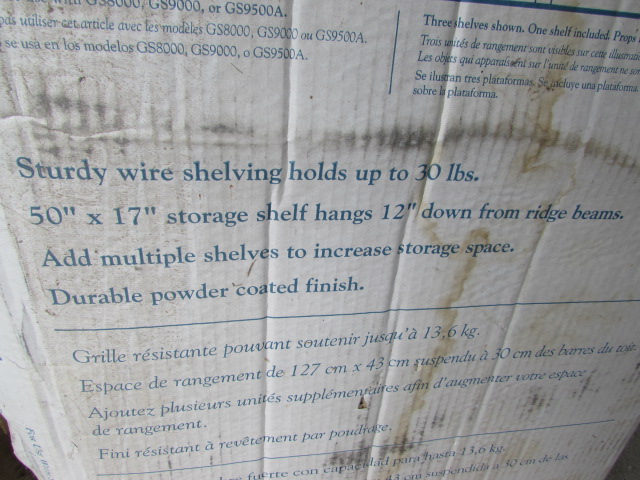 GS8000, GS9000, or GS9500A.
pas utiliser cet article avec les modèles GS8000, GS9000 ou GS9500A.
se usa en los modelos GS8000, GS9000, o GS9500A.
Three shelves shown. One shelf included. Props
Trois unités de rangement sont visibles sur cette
Les objets qui apparaissent sur l'unité de rangement ne
Se ilustran tres plataformas. Se incluye una plataforma.
sobre la plataforma.
Sturdy wire shelving holds up to 30 lbs.
50" x 17" storage shelf hangs 12" down from ridge beams.
Add multiple shelves to increase storage space.
Durable powder coated finish.
Grille résistante pouvant soutenir jusqu'à 13,6 kg.
Espace de rangement de 127 cm x 43 cm suspendu à 30 cm des barres du toit.
Ajoutez plusieurs unités supplémentaires afin d'augmenter votre espace
de rangement.
Fini résistant à revêtement par poudrage.
fuerte con capacidad para hasta 13,6 kg.
43 cm suspendida a 30 cm de las